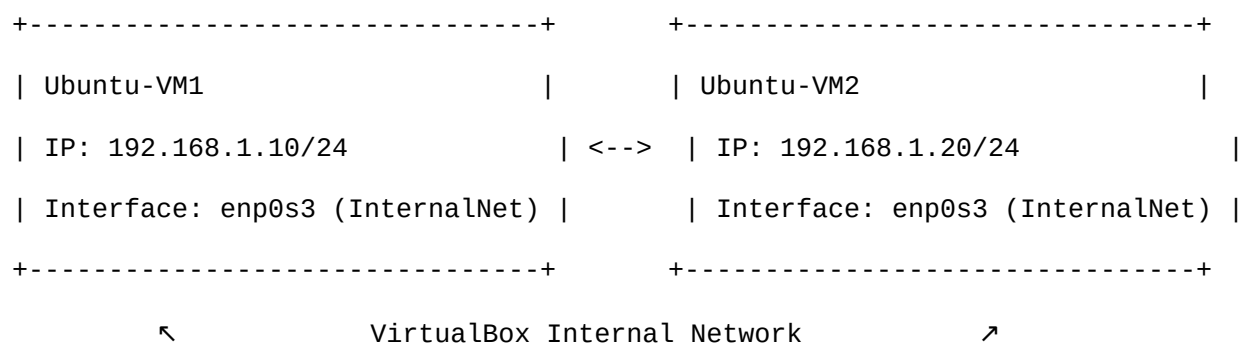 +--------------------------------+ +--------------------------------+
| Ubuntu-VM1 | | Ubuntu-VM2 |
| IP: 192.168.1.10/24 | <--> | IP: 192.168.1.20/24 |
| Interface: enp0s3 (InternalNet) | | Interface: enp0s3 (InternalNet) |
+--------------------------------+ +--------------------------------+
↖ VirtualBox Internal Network ↗